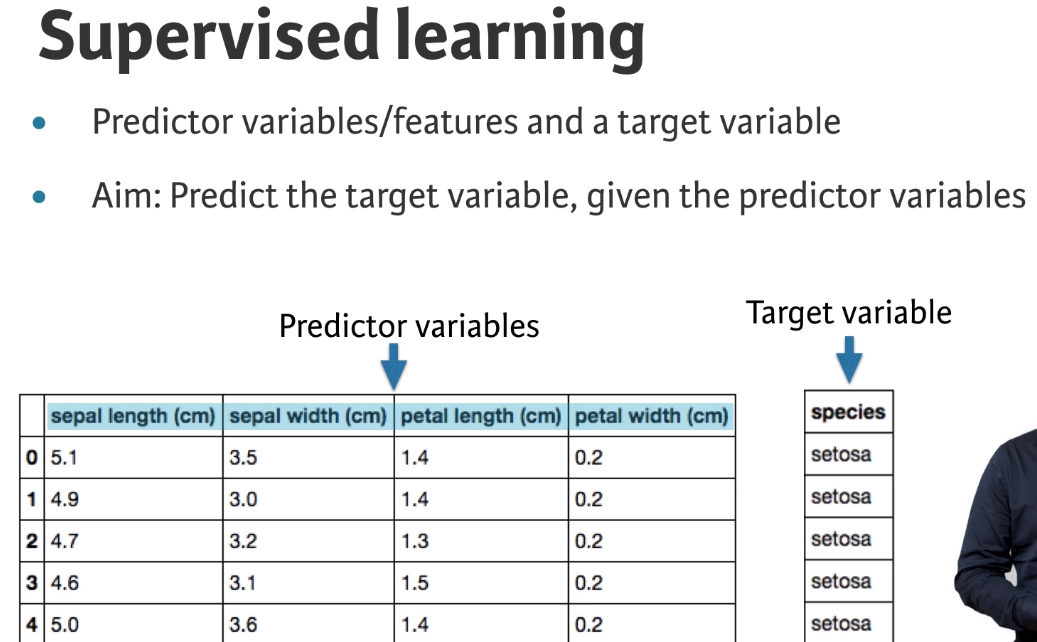 Supervised learning
• Predictor variables/features and a target variable
• Aim: Predict the target variable, given the predictor variables
Predictor variables
Target variable
sepal length (cm) sepal width (cm) petal length (cm) petal width (cm) species
0 5.1 3.5 1.4 0.2 setosa
1 4.9 3.0 1.4 0.2 setosa
2 4.7 3.2 1.3 0.2 setosa
3 4.6 3.1 1.5 0.2 setosa
4 5.0 3.6 1.4 0.2 setosa